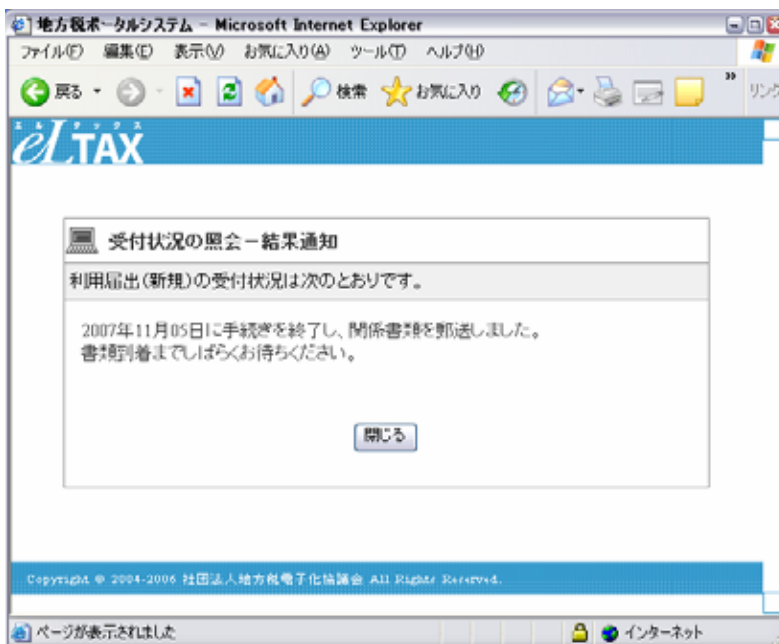 地方税ポータルシステム - Microsoft Internet Explorer
ファイル(F) 編集(E) 表示(V) お気に入り(A) ツール(T) ヘルプ(H)
戻る 検索 お気に入り » リンク
エルタックス
eLTAX
受付状況の照会－結果通知
利用届出(新規)の受付状況は次のとおりです。
2007年11月05日に手続きを終了し、関係書類を郵送しました。
書類到着までしばらくお待ちください。
閉じる
Copyright © 2004-2006 社団法人地方税電子化協議会 All Rights Reserved.
ページが表示されました インターネット